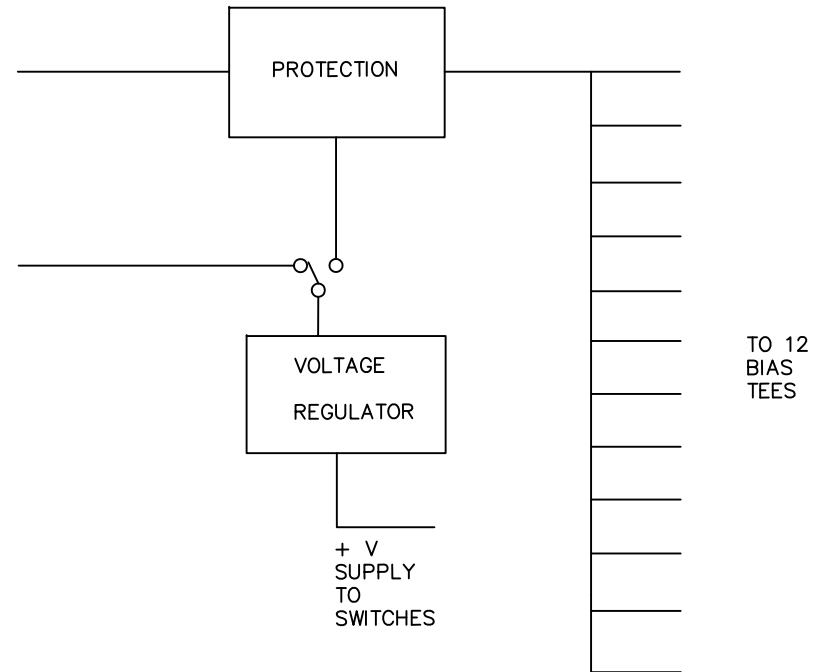 PROTECTION
VOLTAGE
REGULATOR
TO 12
BIAS
TEES
+ V
SUPPLY
TO
SWITCHES